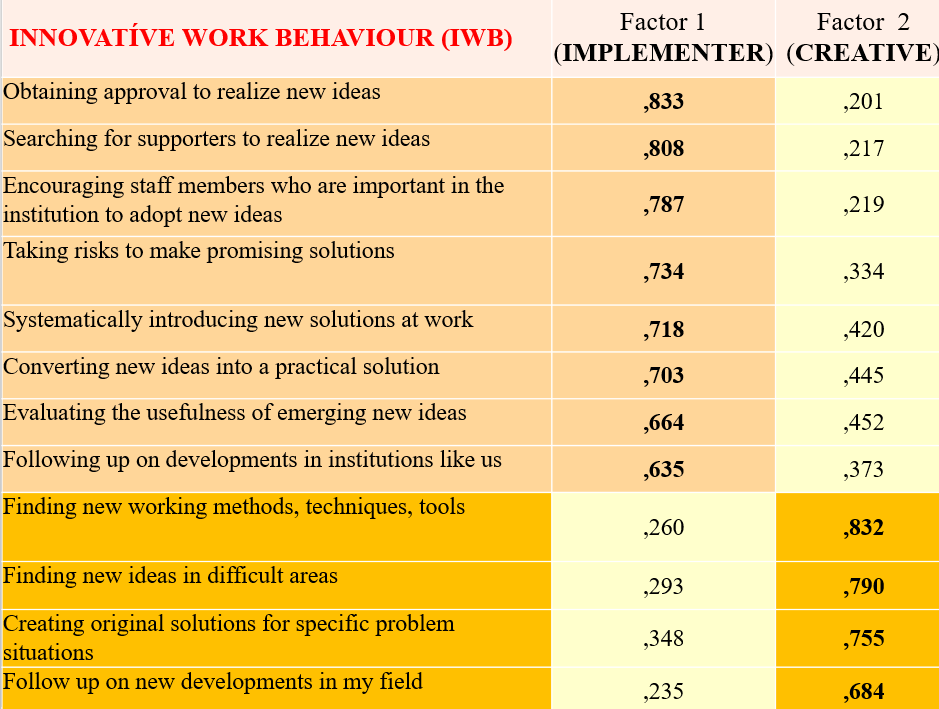 INNOVATÍVE WORK BEHAVIOUR (IWB) Factor 1 (IMPLEMENTER) Factor 2 (CREATIVE)
Obtaining approval to realize new ideas ,833 ,201
Searching for supporters to realize new ideas ,808 ,217
Encouraging staff members who are important in the
institution to adopt new ideas ,787 ,219
Taking risks to make promising solutions ,734 ,334
Systematically introducing new solutions at work ,718 ,420
Converting new ideas into a practical solution ,703 ,445
Evaluating the usefulness of emerging new ideas ,664 ,452
Following up on developments in institutions like us ,635 ,373
Finding new working methods, techniques, tools ,260 ,832
Finding new ideas in difficult areas ,293 ,790
Creating original solutions for specific problem
situations ,348 ,755
Follow up on new developments in my field ,235 ,684